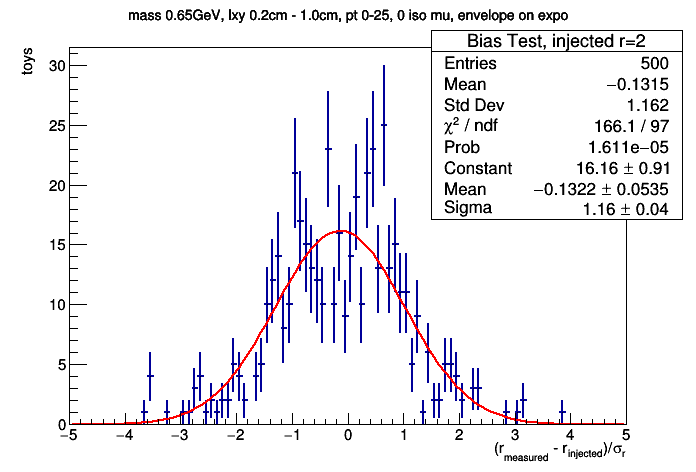 mass 0.65GeV, lxy 0.2cm - 1.0cm, pt 0-25, 0 iso mu, envelope on expo
toys
Bias Test, injected r=2
Entries 500
Mean −0.1315
Std Dev 1.162
χ² / ndf 166.1 / 97
Prob 1.611e−05
Constant 16.16 ± 0.91
Mean −0.1322 ± 0.0535
Sigma 1.16 ± 0.04
30
25
20
15
10
5
0
−5 −4 −3 −2 −1 0 1 2 3 4 5
(r_measured - r_injected)/σ_r